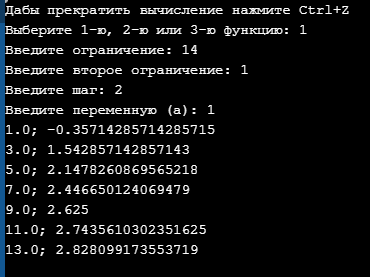 Дабы прекратить вычисление нажмите Ctrl+Z
Выберите 1-ю, 2-ю или 3-ю функцию: 1
Введите ограничение: 14
Введите второе ограничение: 1
Введите шаг: 2
Введите переменную (a): 1
1.0; -0.35714285714285715
3.0; 1.542857142857143
5.0; 2.1478260869565218
7.0; 2.446650124069479
9.0; 2.625
11.0; 2.7435610302351625
13.0; 2.828099173553719